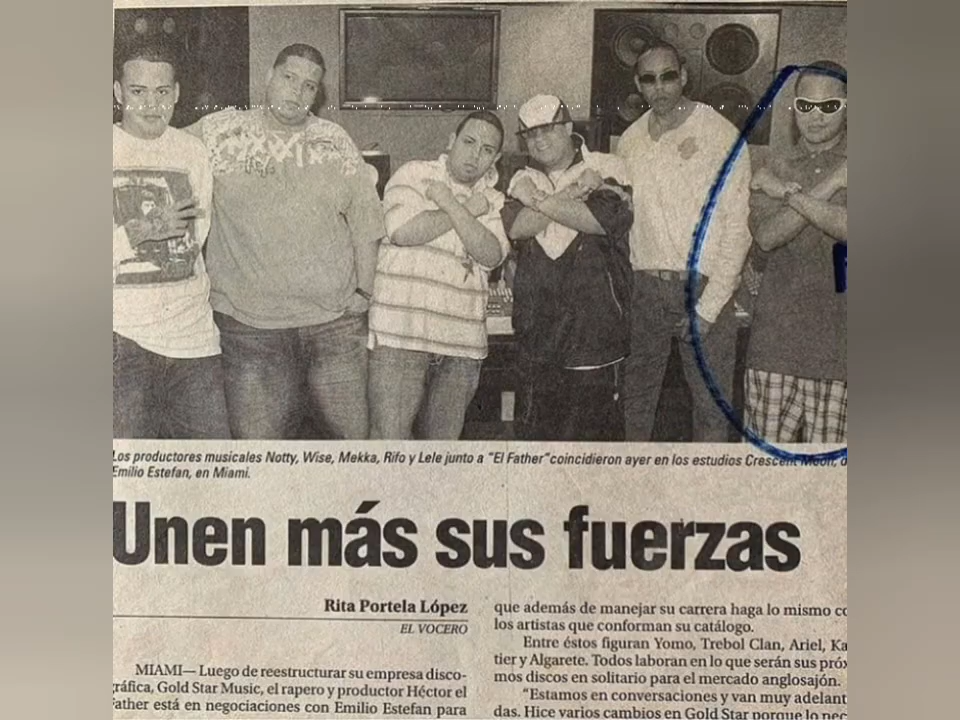 Los productores musicales Notty, Wise, Mekka, Rifo y Lele junto a "El Father"coincidieron ayer en los estudios Crescent Moon,
Emilio Estefan, en Miami.
Unen más sus fuerzas
Rita Portela López
EL VOCERO
MIAMI— Luego de reestructurar su empresa disco-
gráfica, Gold Star Music, el rapero y productor Héctor el
Father está en negociaciones con Emilio Estefan para
que además de manejar su carrera haga lo mismo
los artistas que conforman su catálogo.
Entre éstos figuran Yomo, Trebol Clan, Ariel, Ka
tier y Algarete. Todos laboran en lo que serán sus próx
mos discos en solitario para el mercado anglosajón.
"Estamos en conversaciones y van muy adelant
das. Hice varios cambios en Gold Star porque lo nec